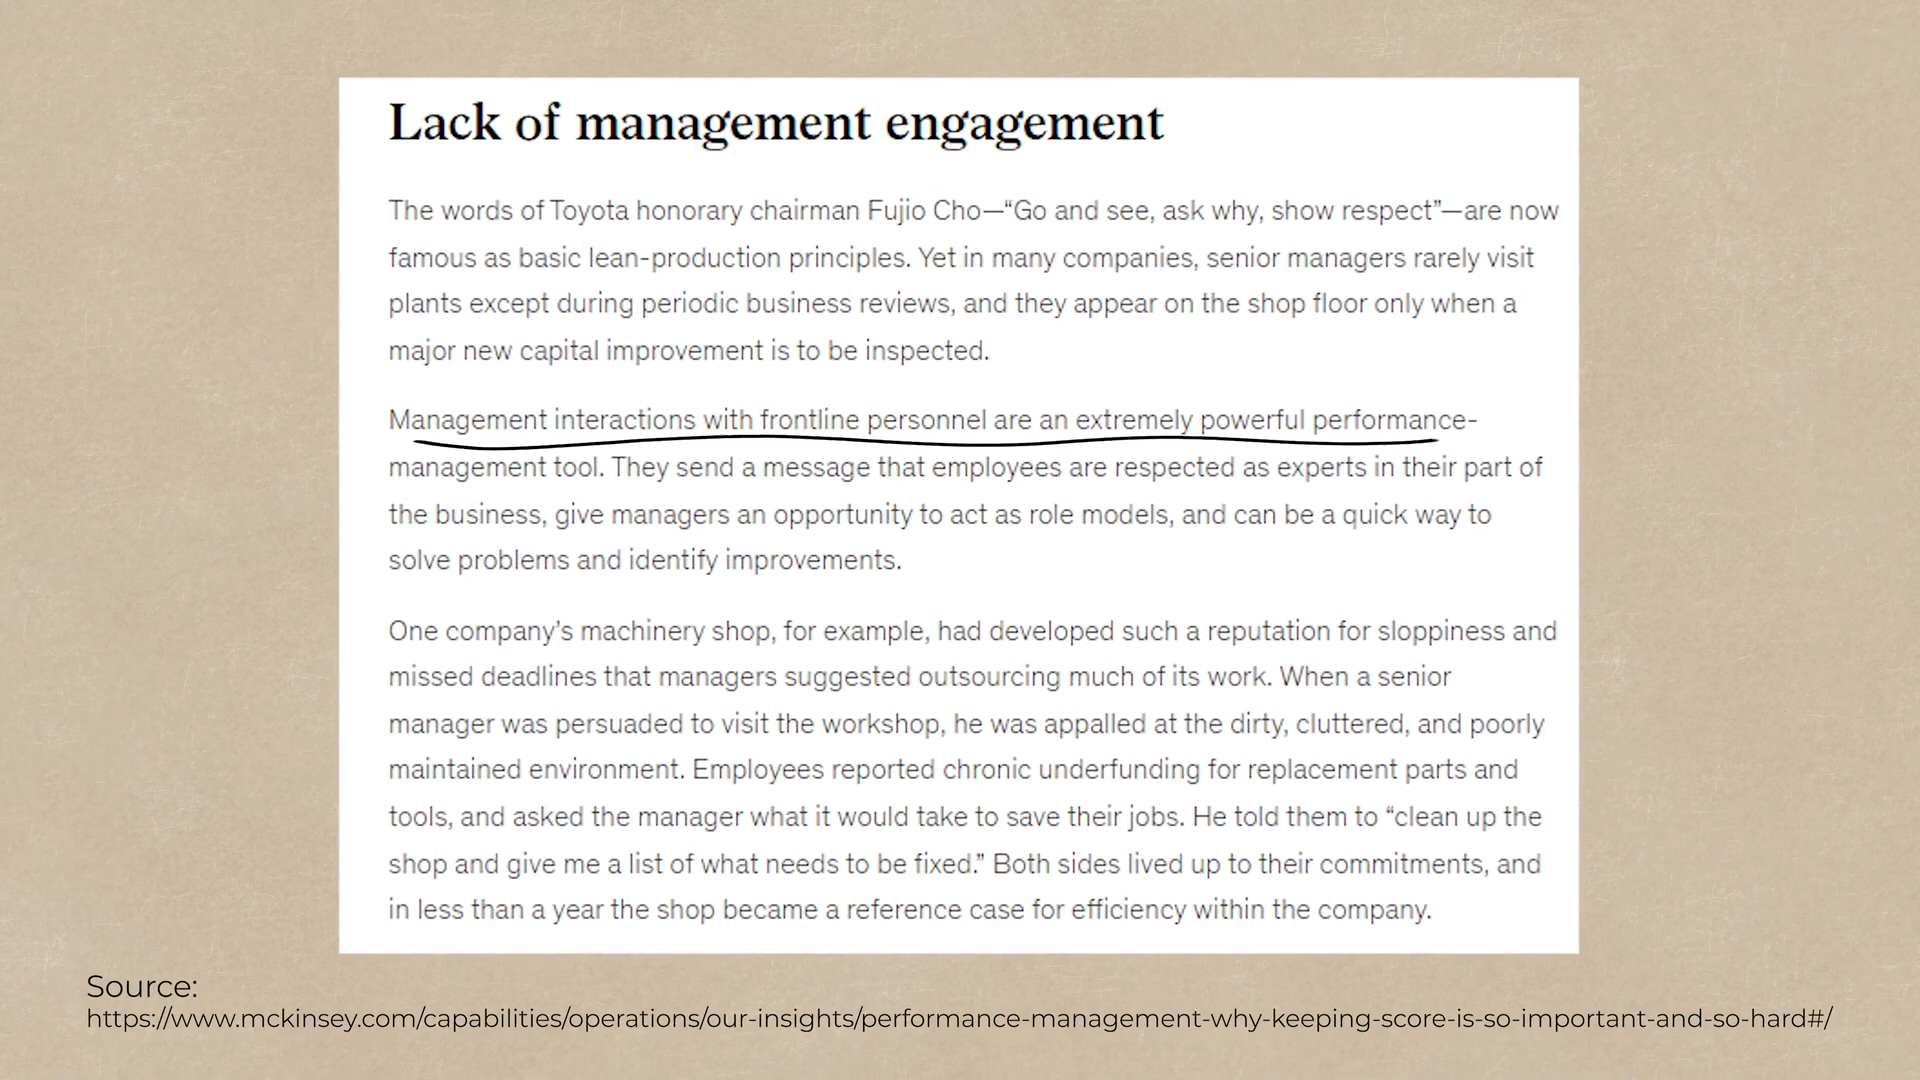 Lack of management engagement
The words of Toyota honorary chairman Fujio Cho—“Go and see, ask why, show respect”—are now
famous as basic lean-production principles. Yet in many companies, senior managers rarely visit
plants except during periodic business reviews, and they appear on the shop floor only when a
major new capital improvement is to be inspected.
Management interactions with frontline personnel are an extremely powerful performance-
management tool. They send a message that employees are respected as experts in their part of
the business, give managers an opportunity to act as role models, and can be a quick way to
solve problems and identify improvements.
One company’s machinery shop, for example, had developed such a reputation for sloppiness and
missed deadlines that managers suggested outsourcing much of its work. When a senior
manager was persuaded to visit the workshop, he was appalled at the dirty, cluttered, and poorly
maintained environment. Employees reported chronic underfunding for replacement parts and
tools, and asked the manager what it would take to save their jobs. He told them to “clean up the
shop and give me a list of what needs to be fixed.” Both sides lived up to their commitments, and
in less than a year the shop became a reference case for efficiency within the company.
Source:
https://www.mckinsey.com/capabilities/operations/our-insights/performance-management-why-keeping-score-is-so-important-and-so-hard#/